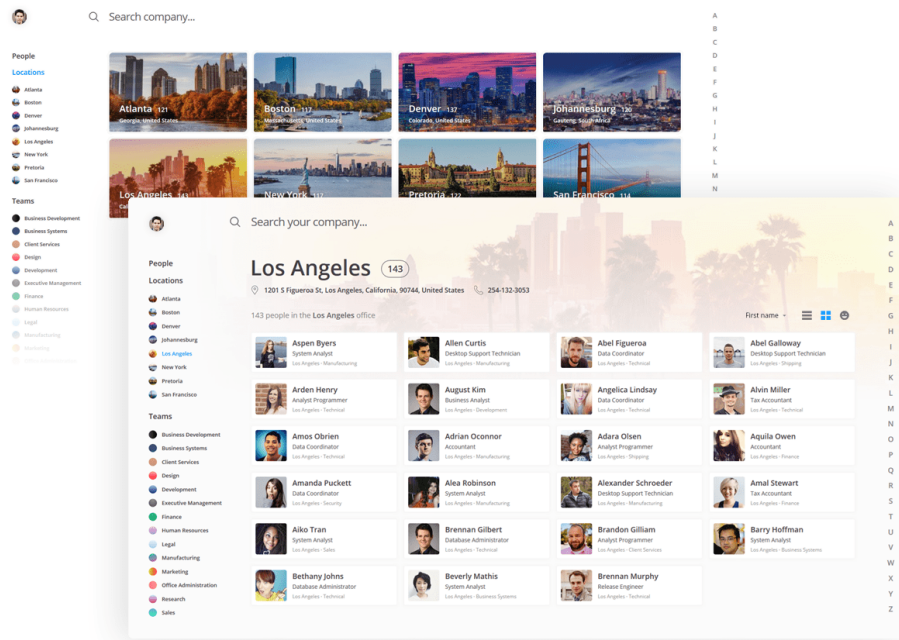 Search company...
People
Locations
Atlanta
Boston
Denver
Johannesburg
Los Angeles
New York
Pretoria
San Francisco
Teams
Business Development
Business Systems
Client Services
Design
Development
Executive Management
Finance
Human Resources
Legal
Manufacturing
Marketing
Atlanta 121
Georgia, United States
Boston 117
Massachusetts, United States
Denver 137
Colorado, United States
Johannesburg 120
Gauteng, South Africa
Los Angeles 143
New York
Pretoria 122
San Francisco 114
A
B
C
D
E
F
G
H
I
J
K
L
M
N
Search your company...
People
Locations
Atlanta
Boston
Denver
Johannesburg
Los Angeles
New York
Pretoria
San Francisco
Teams
Business Development
Business Systems
Client Services
Design
Development
Executive Management
Finance
Human Resources
Legal
Manufacturing
Marketing
Office Administration
Research
Sales
Los Angeles 143
1201 S Figueroa St, Los Angeles, California, 90744, United States 254-132-3053
143 people in the Los Angeles office
First name
Aspen Byers
System Analyst
Los Angeles - Manufacturing
Allen Curtis
Desktop Support Technician
Los Angeles - Manufacturing
Abel Figueroa
Data Coordinator
Los Angeles - Technical
Abel Galloway
Desktop Support Technician
Los Angeles - Shipping
Arden Henry
Analyst Programmer
Los Angeles - Technical
August Kim
Business Analyst
Los Angeles - Development
Angelica Lindsay
Data Coordinator
Los Angeles - Technical
Alvin Miller
Tax Accountant
Los Angeles - Technical
Amos Obrien
Data Coordinator
Los Angeles - Technical
Adrian Oconnor
Accountant
Los Angeles - Manufacturing
Adara Olsen
Analyst Programmer
Los Angeles - Shipping
Aquila Owen
Accountant
Los Angeles - Finance
Amanda Puckett
Data Coordinator
Los Angeles - Security
Alea Robinson
System Analyst
Los Angeles - Manufacturing
Alexander Schroeder
Desktop Support Technician
Los Angeles - Manufacturing
Amal Stewart
Tax Accountant
Los Angeles - Finance
Aiko Tran
System Analyst
Los Angeles - Sales
Brennan Gilbert
Database Administrator
Los Angeles - Technical
Brandon Gilliam
Analyst Programmer
Los Angeles - Client Services
Barry Hoffman
System Analyst
Los Angeles - Business Systems
Bethany Johns
Database Administrator
Los Angeles - Technical
Beverly Mathis
System Analyst
Los Angeles - Business Systems
Brennan Murphy
Release Engineer
Los Angeles - Technical
A
B
C
D
E
F
G
H
I
J
K
L
M
N
O
P
Q
R
S
T
U
V
W
X
Y
Z